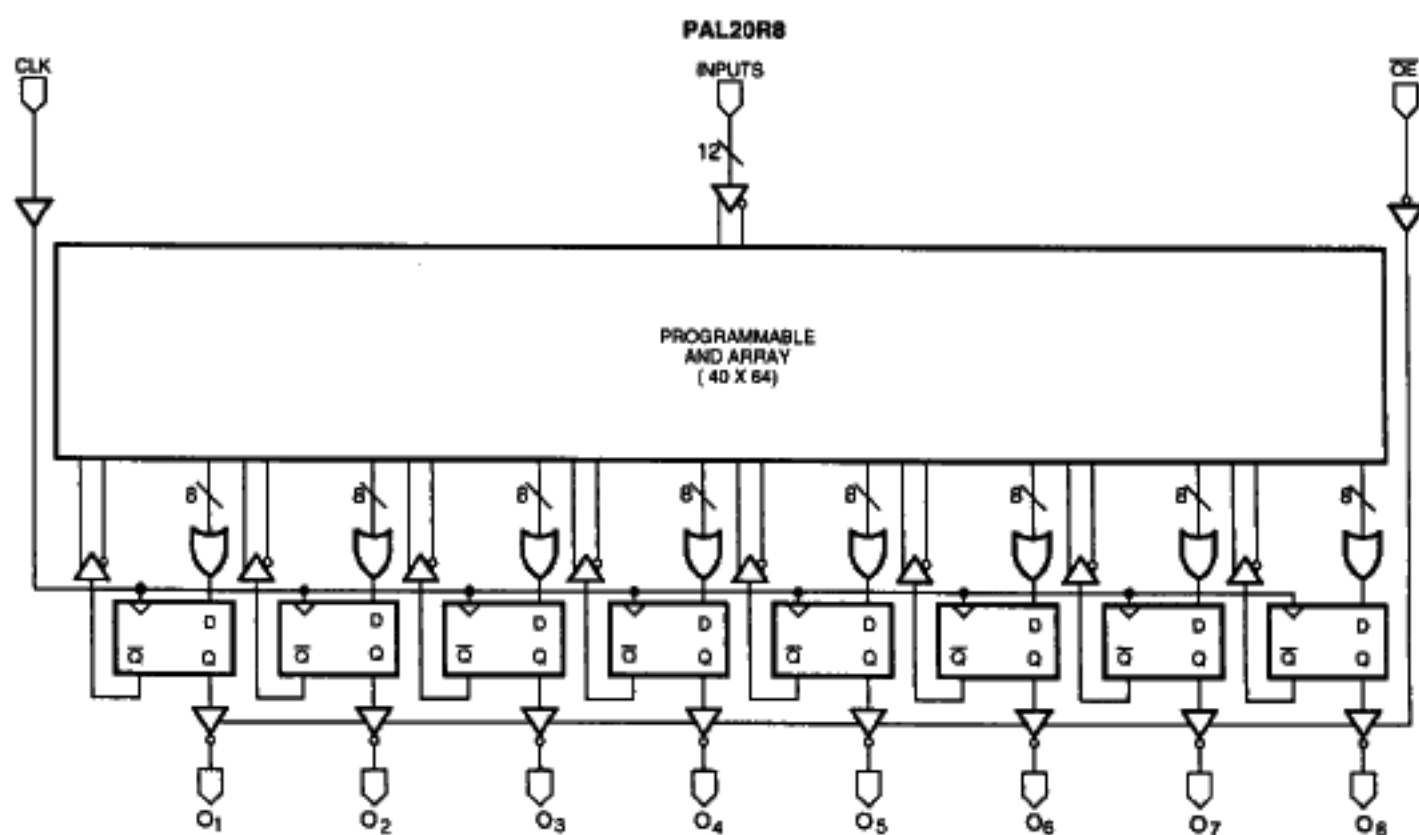 PAL20R8
CLK
INPUTS
OE
12
PROGRAMMABLE
AND ARRAY
( 40 X 64)
8 8 8 8 8 8 8 8
D D D D D D D D
Q Q Q Q Q Q Q Q Q Q Q Q Q Q Q Q
O1 O2 O3 O4 O5 O6 O7 O8